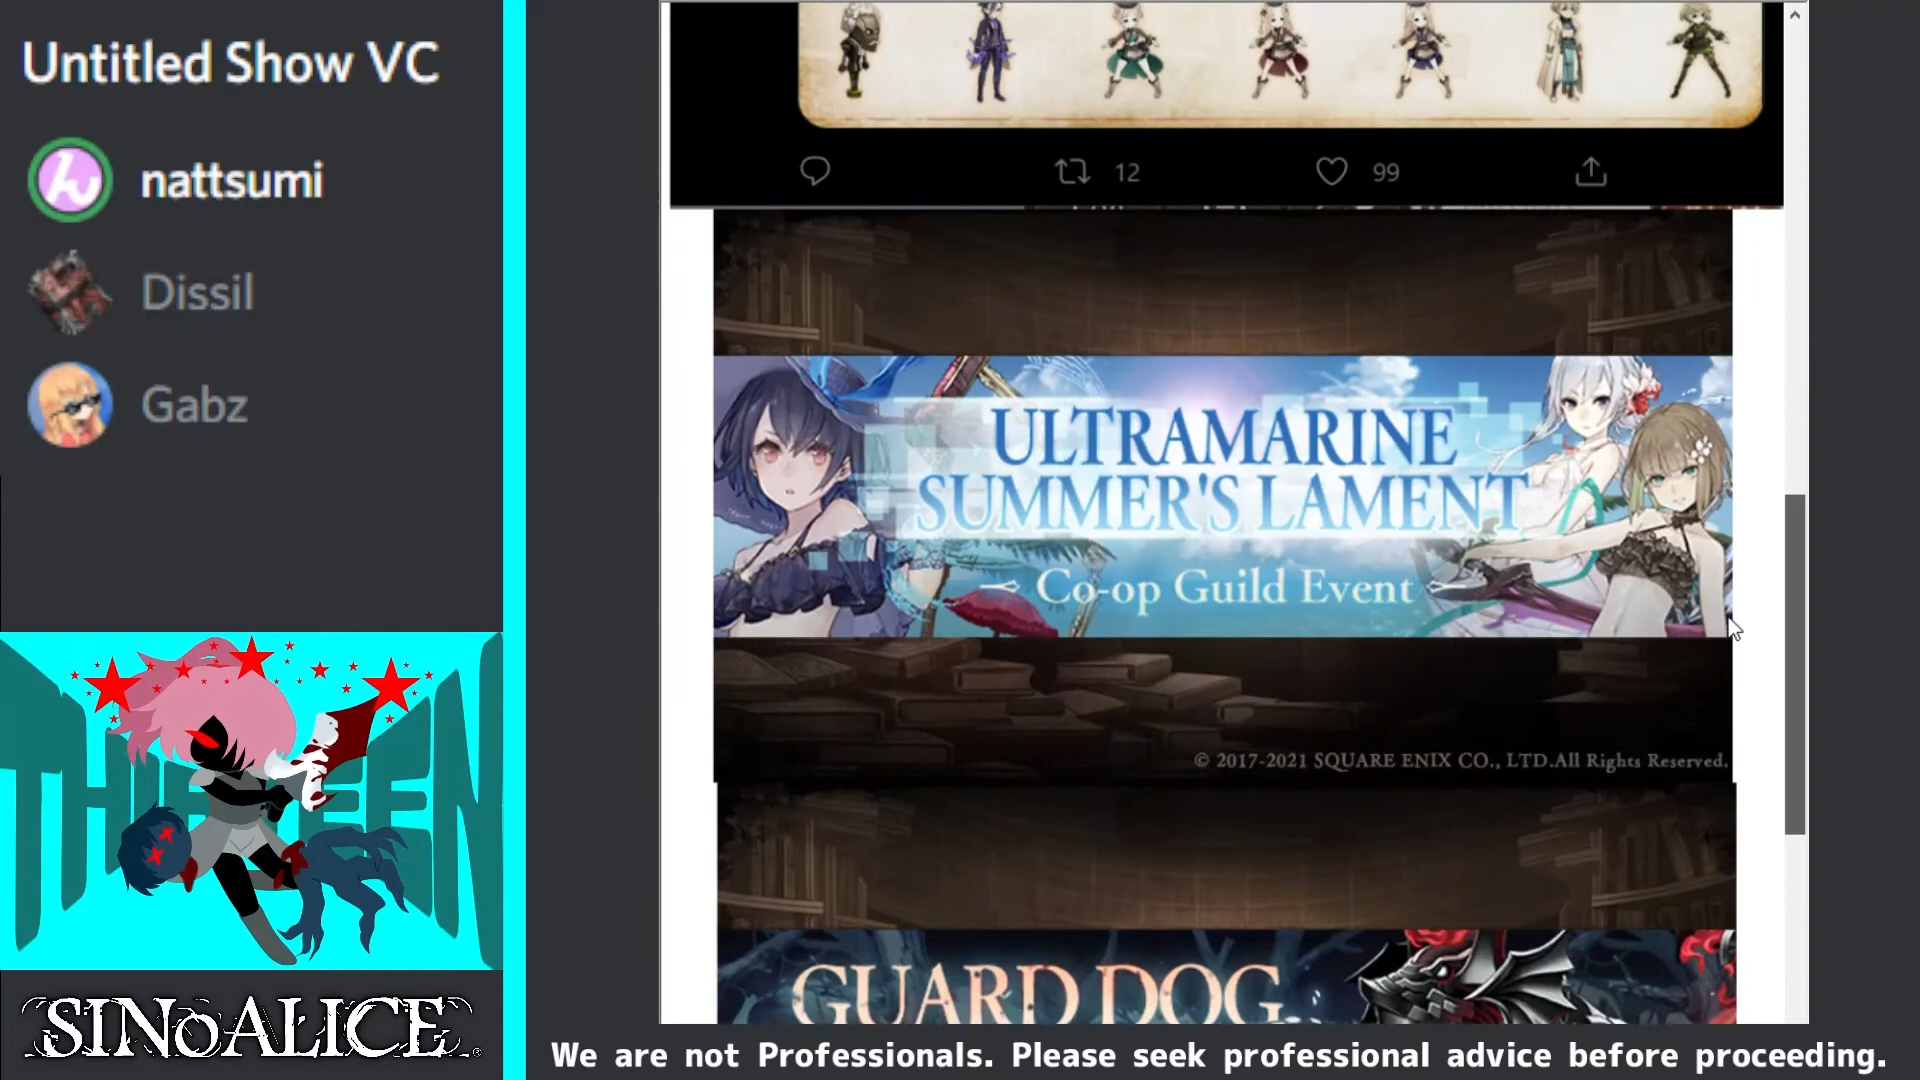 Untitled Show VC
nattsumi
Dissil
Gabz
THIRTEEN
SINoALICE
12
99
ULTRAMARINE
SUMMER'S LAMENT
Co-op Guild Event
© 2017-2021 SQUARE ENIX CO., LTD.All Rights Reserved.
GUARD DOG
We are not Professionals. Please seek professional advice before proceeding.